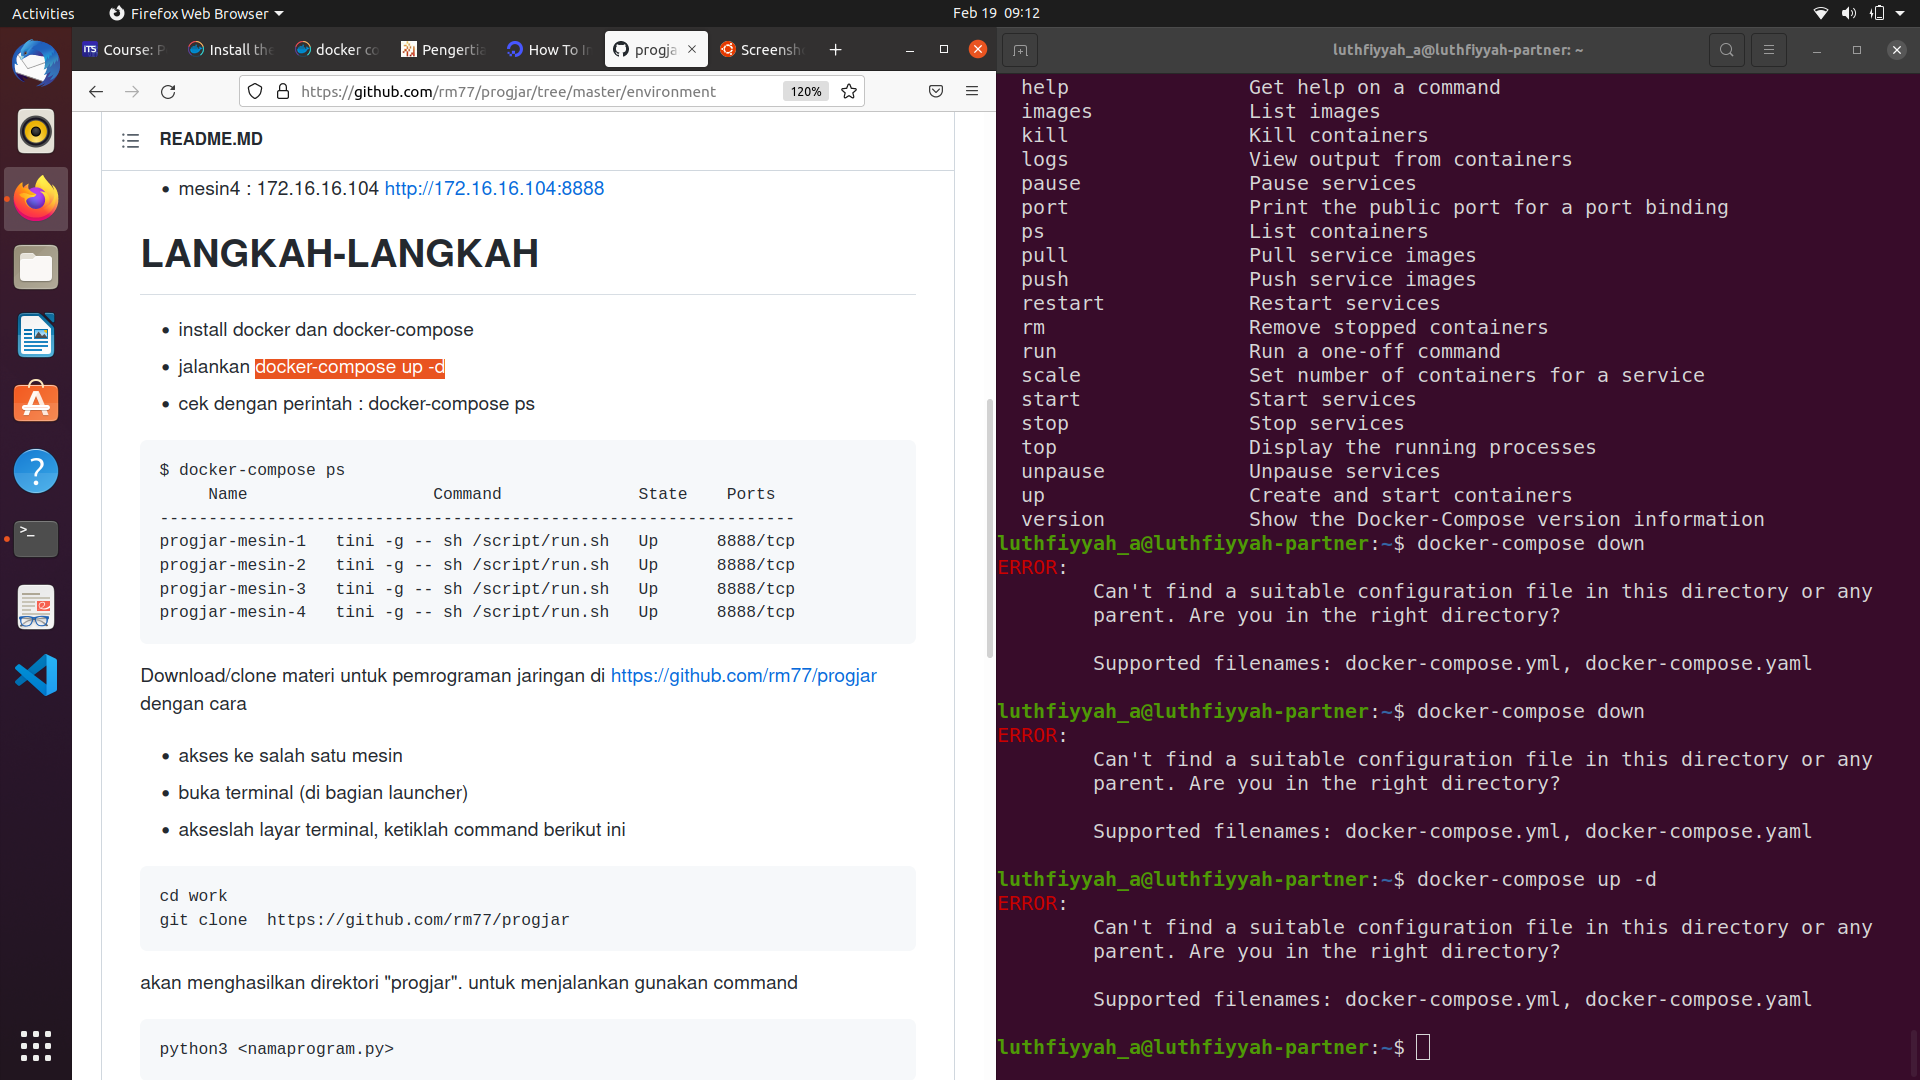 Activities
Firefox Web Browser
Feb 19 09:12
ITS Course: P
Install the
docker co
Pengertia
How To In
progja
Screensh
luthfiyyah_a@luthfiyyah-partner: ~
https://github.com/rm77/progjar/tree/master/environment
120%
README.MD
mesin4 : 172.16.16.104 http://172.16.16.104:8888
LANGKAH-LANGKAH
install docker dan docker-compose
jalankan docker-compose up -d
cek dengan perintah : docker-compose ps
$ docker-compose ps
Name Command State Ports
-----------------------------------------------------------------
progjar-mesin-1 tini -g -- sh /script/run.sh Up 8888/tcp
progjar-mesin-2 tini -g -- sh /script/run.sh Up 8888/tcp
progjar-mesin-3 tini -g -- sh /script/run.sh Up 8888/tcp
progjar-mesin-4 tini -g -- sh /script/run.sh Up 8888/tcp
Download/clone materi untuk pemrograman jaringan di https://github.com/rm77/progjar
dengan cara
akses ke salah satu mesin
buka terminal (di bagian launcher)
akseslah layar terminal, ketiklah command berikut ini
cd work
git clone https://github.com/rm77/progjar
akan menghasilkan direktori "progjar". untuk menjalankan gunakan command
python3 <namaprogram.py>
help Get help on a command
images List images
kill Kill containers
logs View output from containers
pause Pause services
port Print the public port for a port binding
ps List containers
pull Pull service images
push Push service images
restart Restart services
rm Remove stopped containers
run Run a one-off command
scale Set number of containers for a service
start Start services
stop Stop services
top Display the running processes
unpause Unpause services
up Create and start containers
version Show the Docker-Compose version information
luthfiyyah_a@luthfiyyah-partner:~$ docker-compose down
ERROR:
Can't find a suitable configuration file in this directory or any
parent. Are you in the right directory?
Supported filenames: docker-compose.yml, docker-compose.yaml
luthfiyyah_a@luthfiyyah-partner:~$ docker-compose down
ERROR:
Can't find a suitable configuration file in this directory or any
parent. Are you in the right directory?
Supported filenames: docker-compose.yml, docker-compose.yaml
luthfiyyah_a@luthfiyyah-partner:~$ docker-compose up -d
ERROR:
Can't find a suitable configuration file in this directory or any
parent. Are you in the right directory?
Supported filenames: docker-compose.yml, docker-compose.yaml
luthfiyyah_a@luthfiyyah-partner:~$